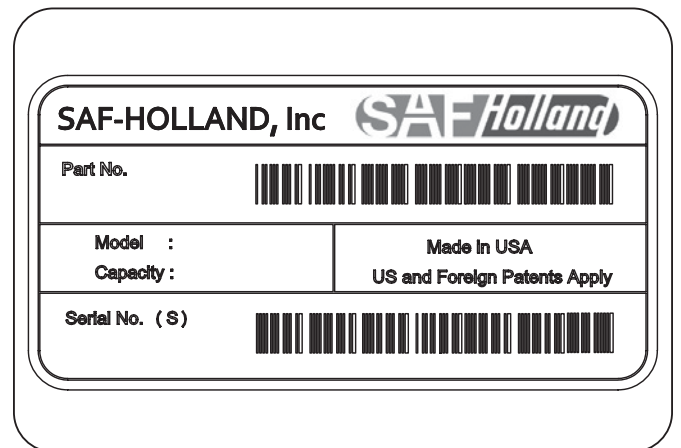 SAF-HOLLAND, Inc SAF Holland
Part No.
Model :
Capacity :
Made in USA
US and Foreign Patents Apply
Serial No. (S)